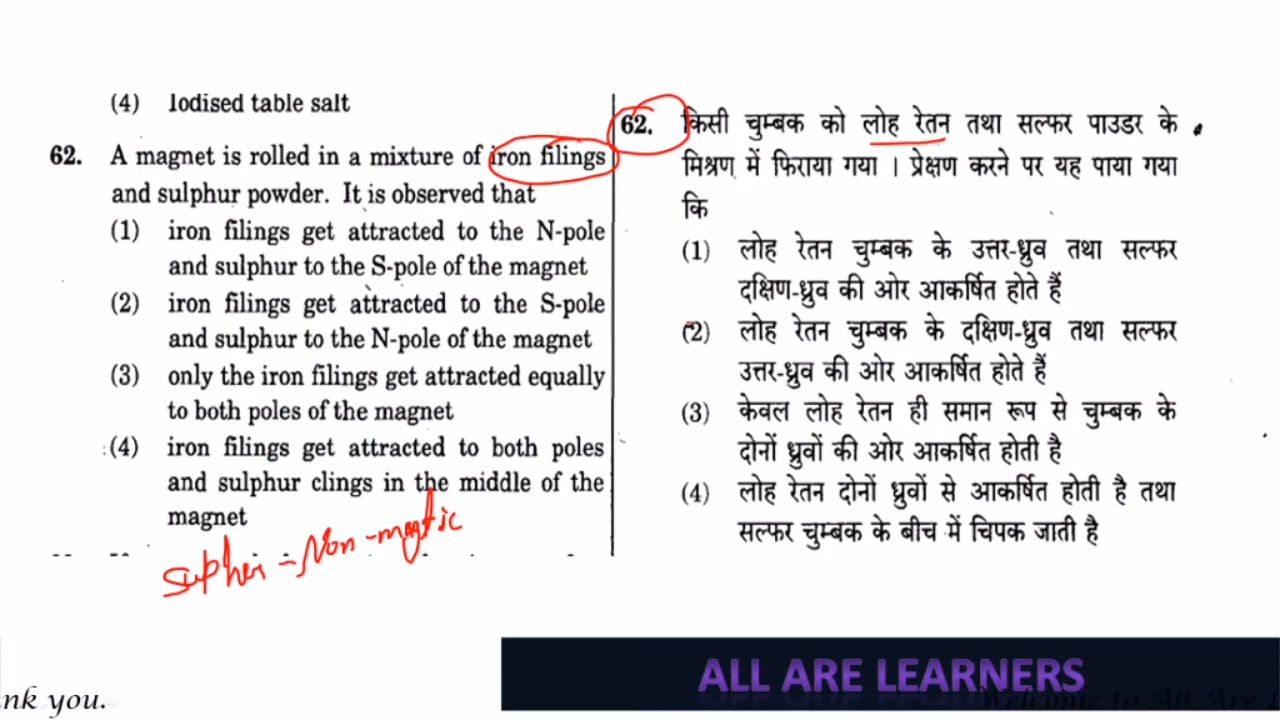 (4) Iodised table salt
62. A magnet is rolled in a mixture of iron filings
and sulphur powder. It is observed that
(1) iron filings get attracted to the N-pole
and sulphur to the S-pole of the magnet
(2) iron filings get attracted to the S-pole
and sulphur to the N-pole of the magnet
(3) only the iron filings get attracted equally
to both poles of the magnet
(4) iron filings get attracted to both poles
and sulphur clings in the middle of the
magnet
62. किसी चुम्बक को लोह रेतन तथा सल्फर पाउडर के
मिश्रण में फिराया गया । प्रेक्षण करने पर यह पाया गया
कि
(1) लोह रेतन चुम्बक के उत्तर-ध्रुव तथा सल्फर
दक्षिण-ध्रुव की ओर आकर्षित होते हैं
(2) लोह रेतन चुम्बक के दक्षिण-ध्रुव तथा सल्फर
उत्तर-ध्रुव की ओर आकर्षित होते हैं
(3) केवल लोह रेतन ही समान रूप से चुम्बक के
दोनों ध्रुवों की ओर आकर्षित होती है
(4) लोह रेतन दोनों ध्रुवों से आकर्षित होती है तथा
सल्फर चुम्बक के बीच में चिपक जाती है
ALL ARE LEARNERS
nk you.
Welcome to All Are